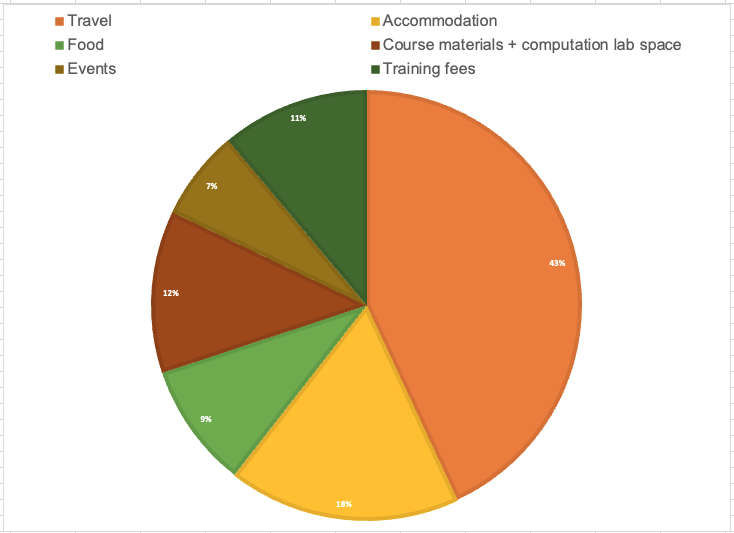 Travel
Accommodation
Food
Course materials + computation lab space
Events
Training fees
11%
7%
43%
12%
9%
18%